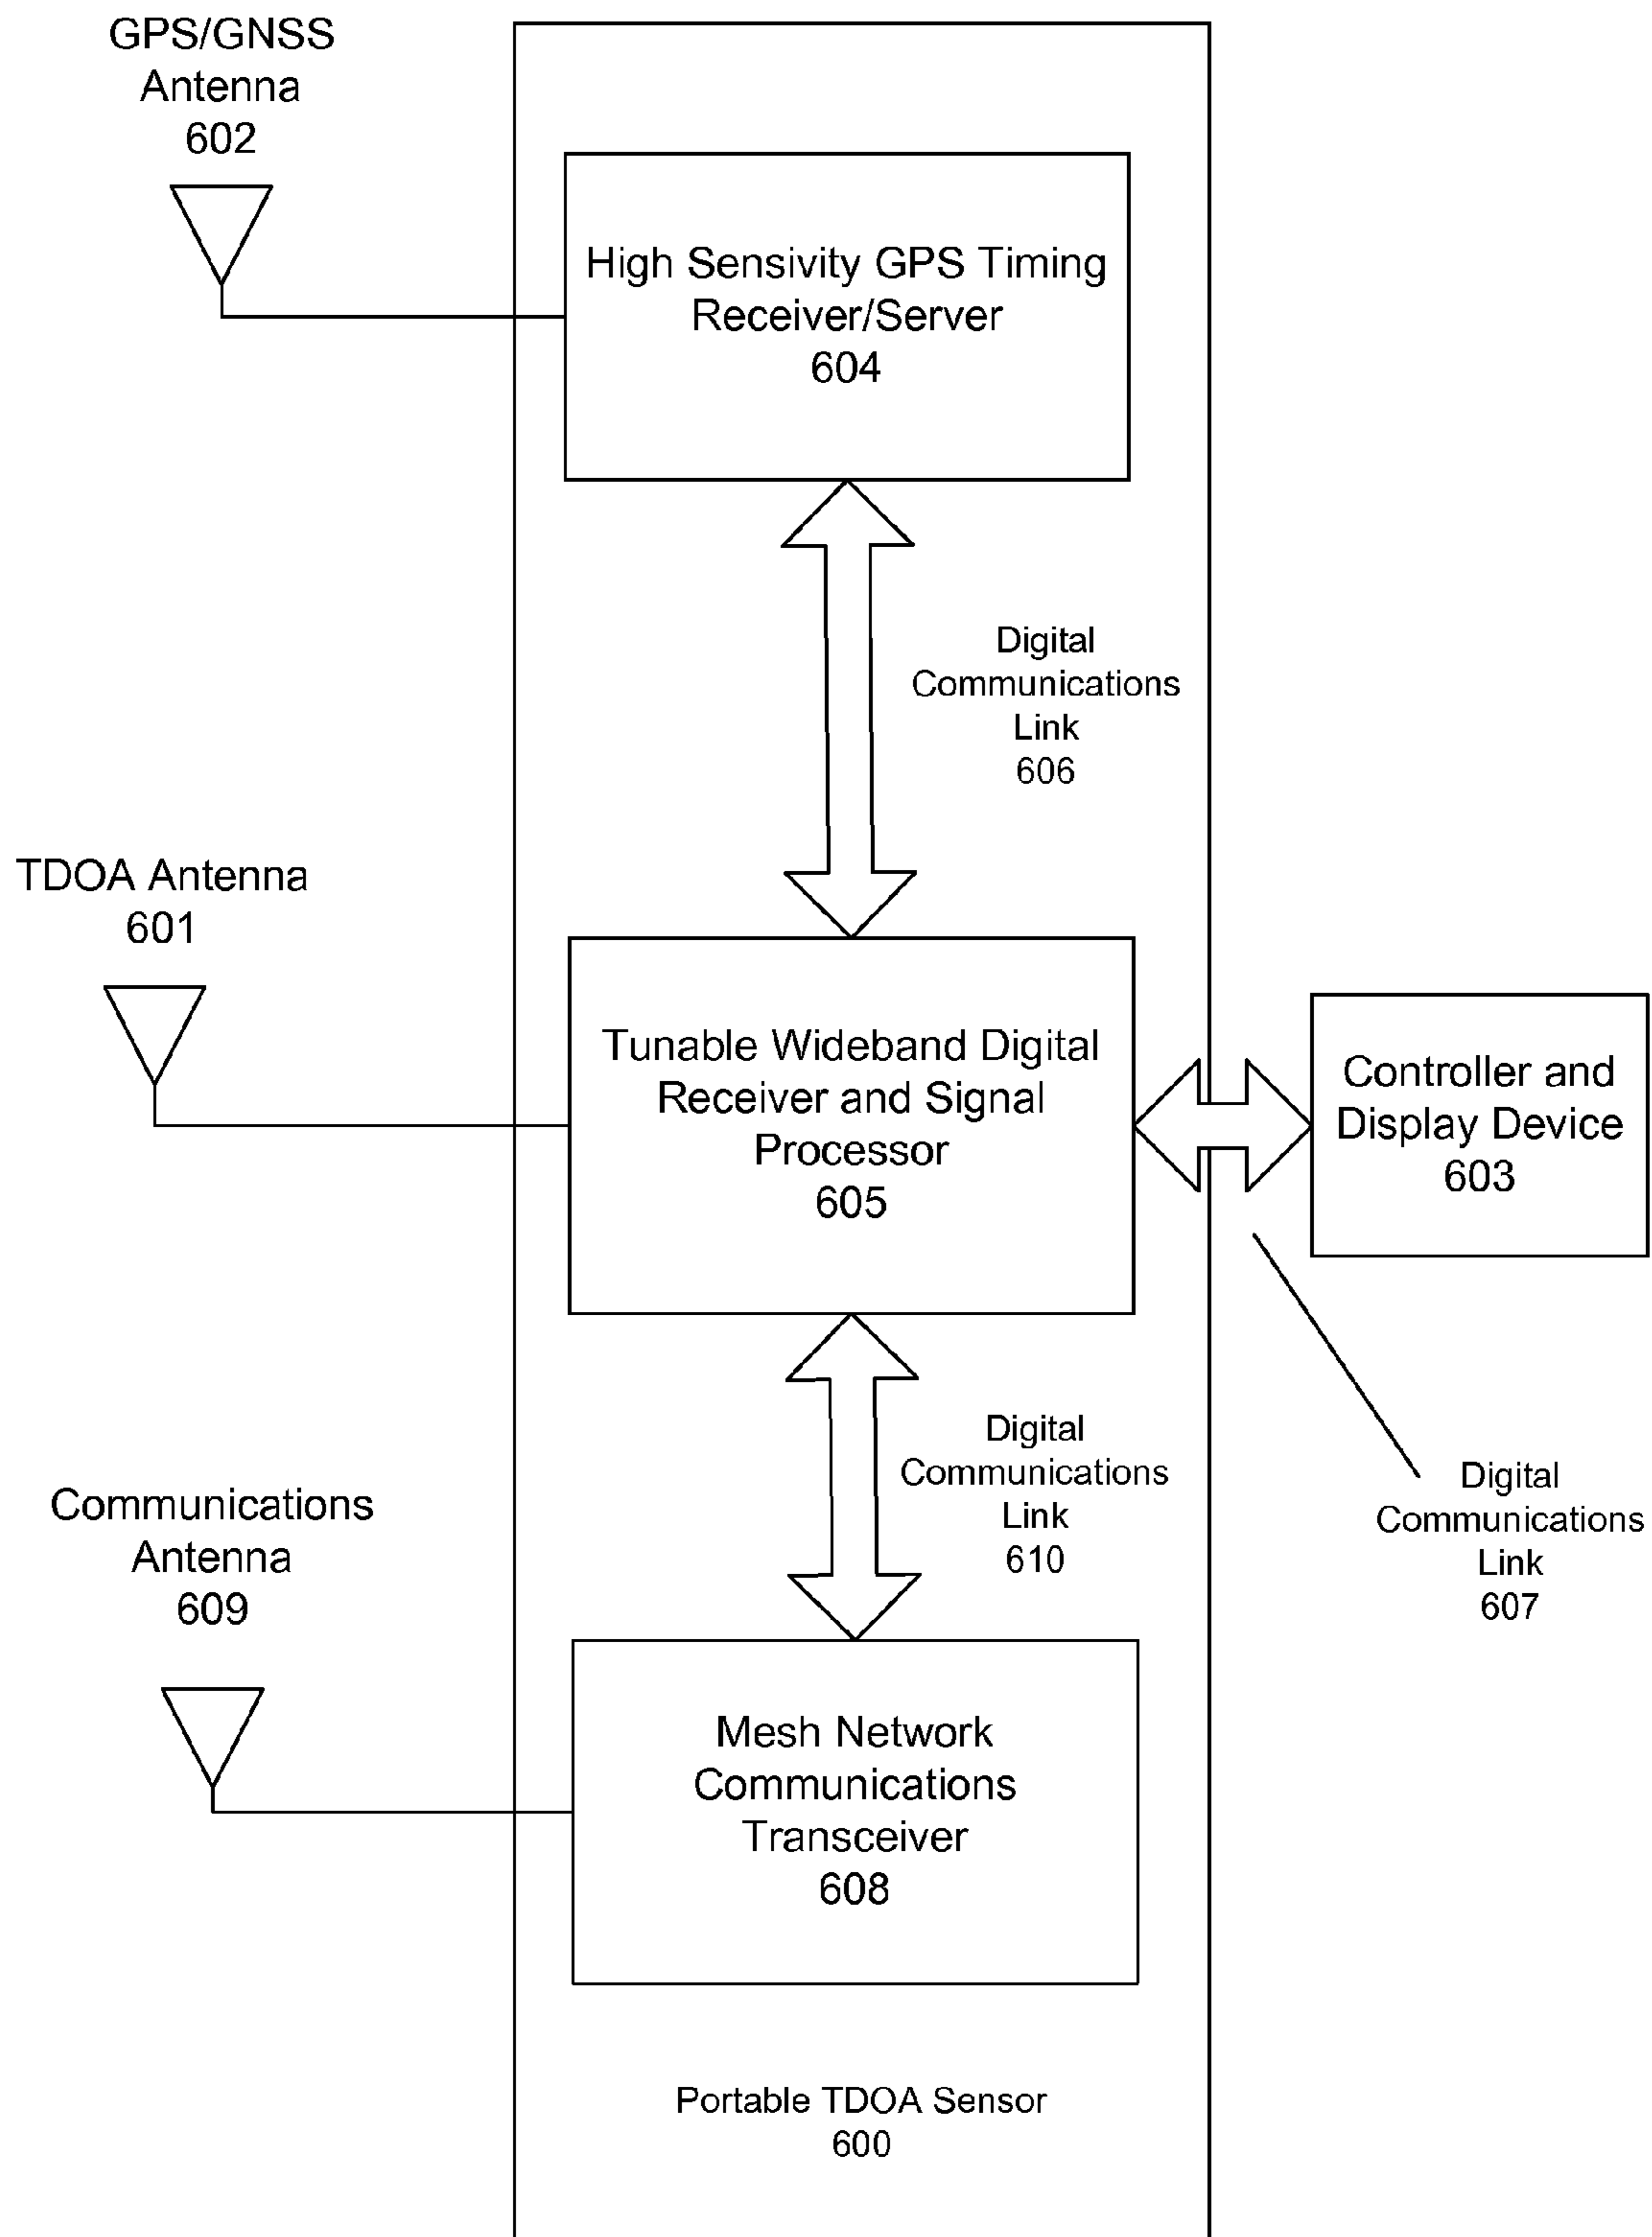 GPS/GNSS
Antenna
602
High Sensivity GPS Timing
Receiver/Server
604
Digital
Communications
Link
606
TDOA Antenna
601
Tunable Wideband Digital
Receiver and Signal
Processor
605
Controller and
Display Device
603
Digital
Communications
Link
610
Digital
Communications
Link
607
Communications
Antenna
609
Mesh Network
Communications
Transceiver
608
Portable TDOA Sensor
600